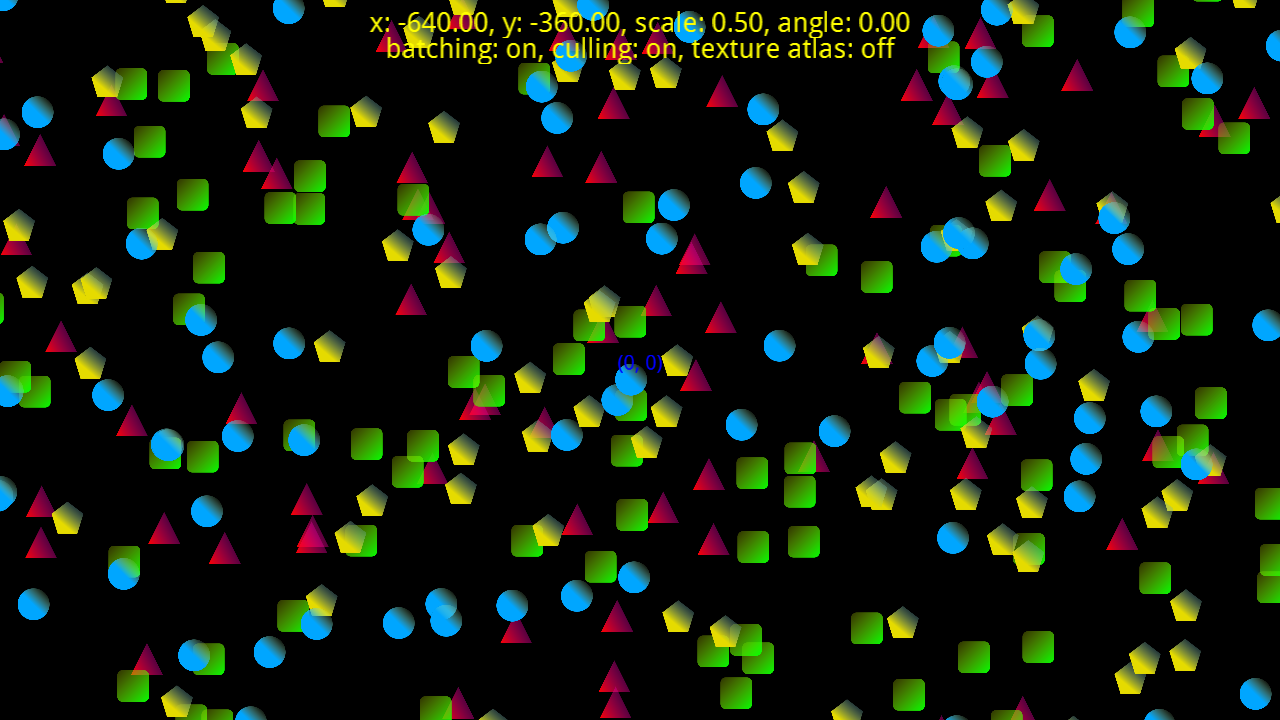 x: -640.00, y: -360.00, scale: 0.50, angle: 0.00
batching: on, culling: on, texture atlas: off
(0, 0)